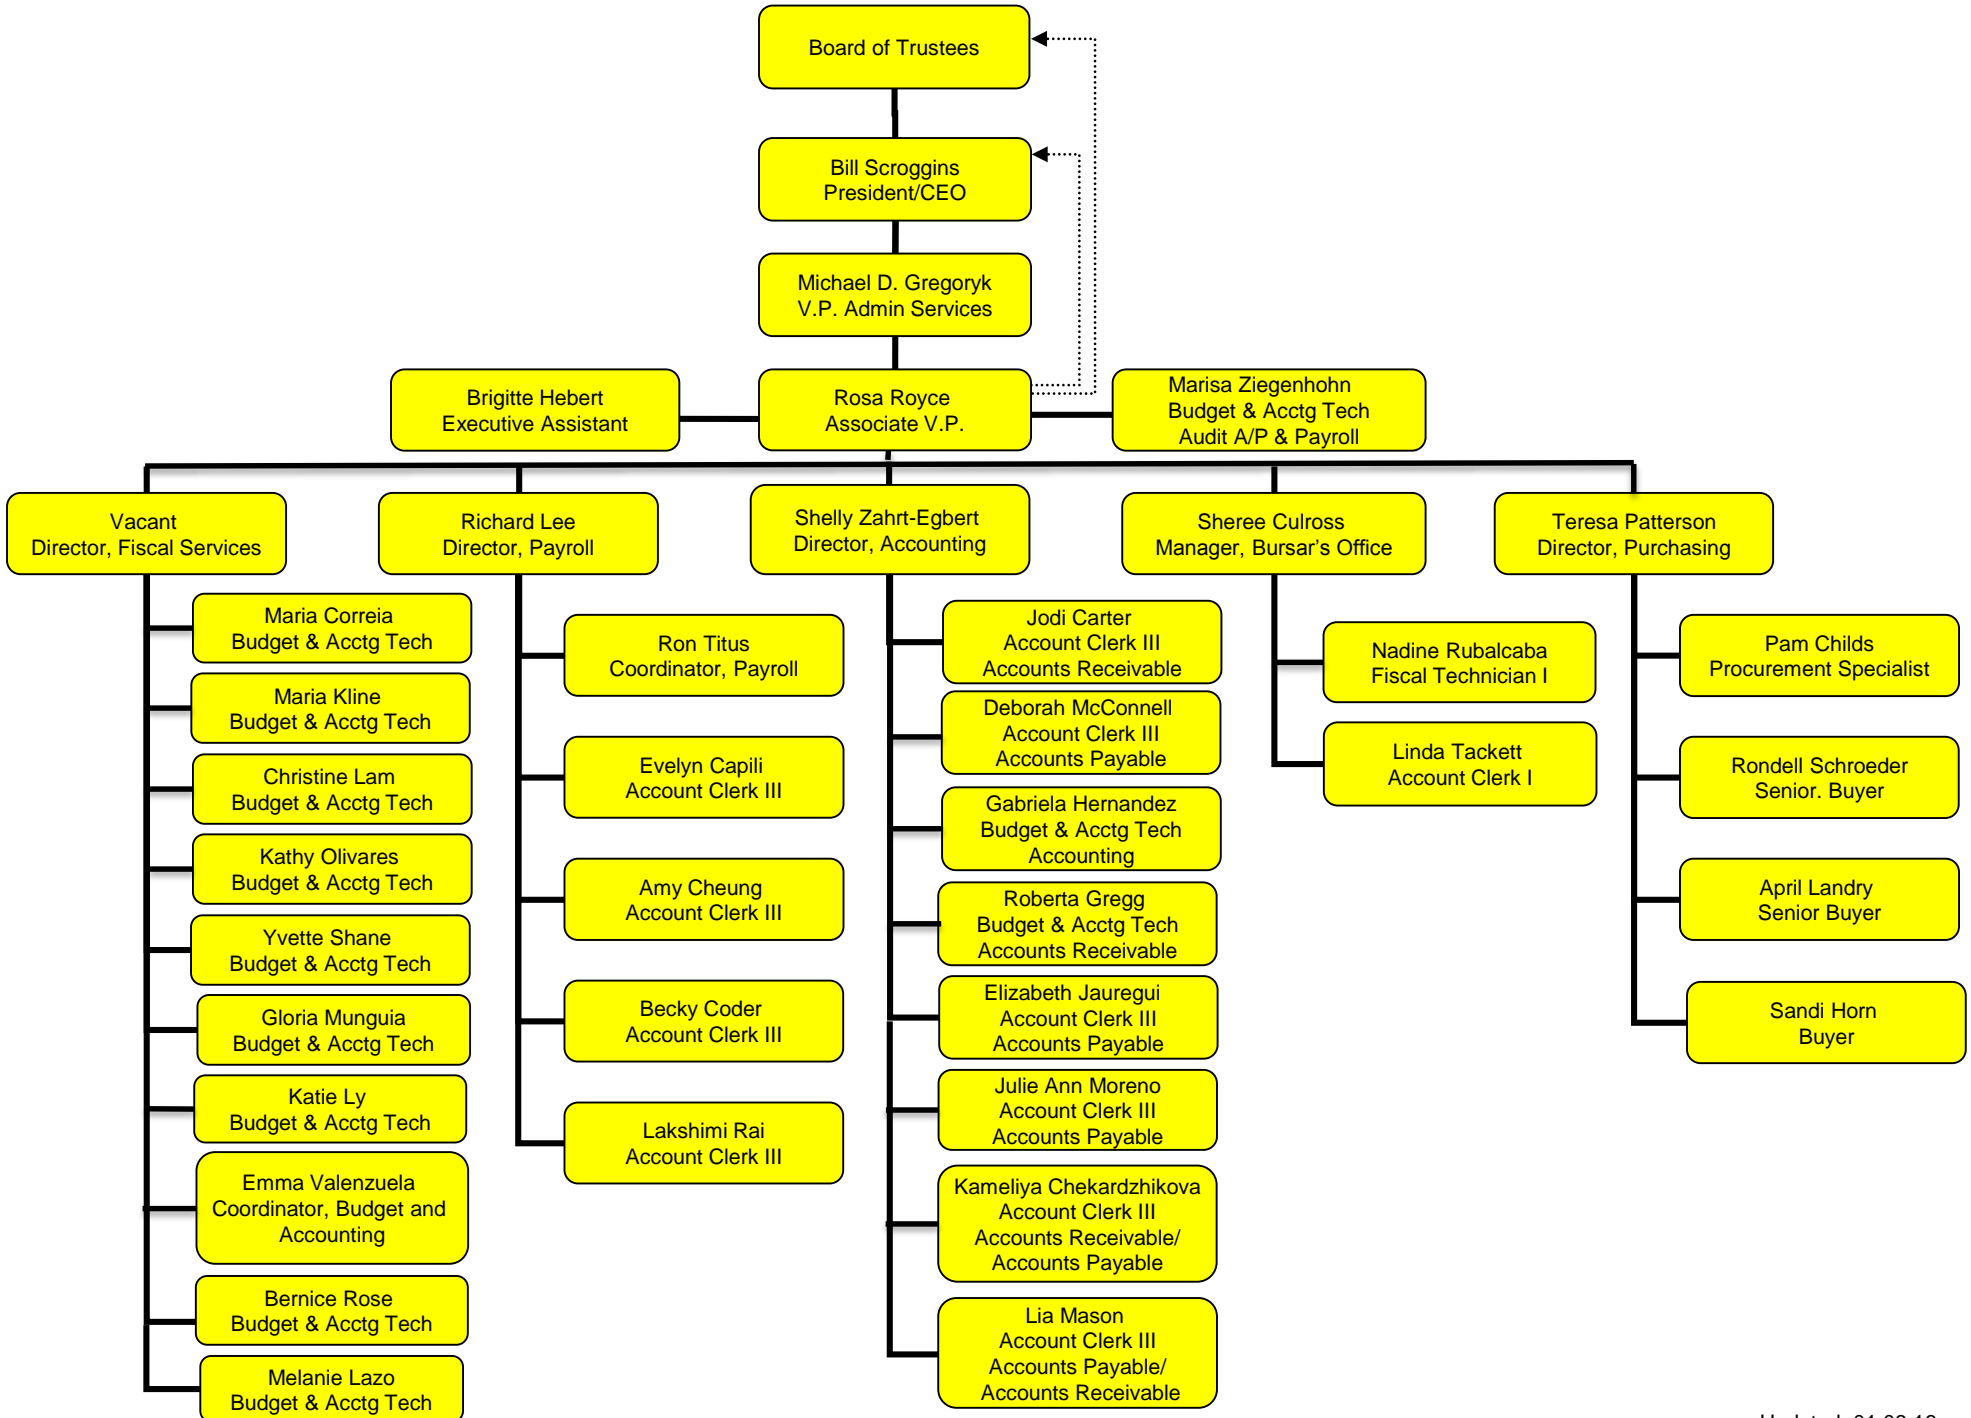 Board of Trustees
Bill Scroggins
President/CEO
Michael D. Gregoryk
V.P. Admin Services
Brigitte Hebert
Executive Assistant
Rosa Royce
Associate V.P.
Marisa Ziegenhohn
Budget & Acctg Tech
Audit A/P & Payroll
Vacant
Director, Fiscal Services
Richard Lee
Director, Payroll
Shelly Zahrt-Egbert
Director, Accounting
Sheree Culross
Manager, Bursar’s Office
Teresa Patterson
Director, Purchasing
Maria Correia
Budget & Acctg Tech
Maria Kline
Budget & Acctg Tech
Christine Lam
Budget & Acctg Tech
Kathy Olivares
Budget & Acctg Tech
Yvette Shane
Budget & Acctg Tech
Gloria Munguia
Budget & Acctg Tech
Katie Ly
Budget & Acctg Tech
Emma Valenzuela
Coordinator, Budget and
Accounting
Bernice Rose
Budget & Acctg Tech
Melanie Lazo
Budget & Acctg Tech
Ron Titus
Coordinator, Payroll
Evelyn Capili
Account Clerk III
Amy Cheung
Account Clerk III
Becky Coder
Account Clerk III
Lakshimi Rai
Account Clerk III
Jodi Carter
Account Clerk III
Accounts Receivable
Deborah McConnell
Account Clerk III
Accounts Payable
Gabriela Hernandez
Budget & Acctg Tech
Accounting
Roberta Gregg
Budget & Acctg Tech
Accounts Receivable
Elizabeth Jauregui
Account Clerk III
Accounts Payable
Julie Ann Moreno
Account Clerk III
Accounts Payable
Kameliya Chekardzhikova
Account Clerk III
Accounts Receivable/
Accounts Payable
Lia Mason
Account Clerk III
Accounts Payable/
Accounts Receivable
Nadine Rubalcaba
Fiscal Technician I
Linda Tackett
Account Clerk I
Pam Childs
Procurement Specialist
Rondell Schroeder
Senior. Buyer
April Landry
Senior Buyer
Sandi Horn
Buyer